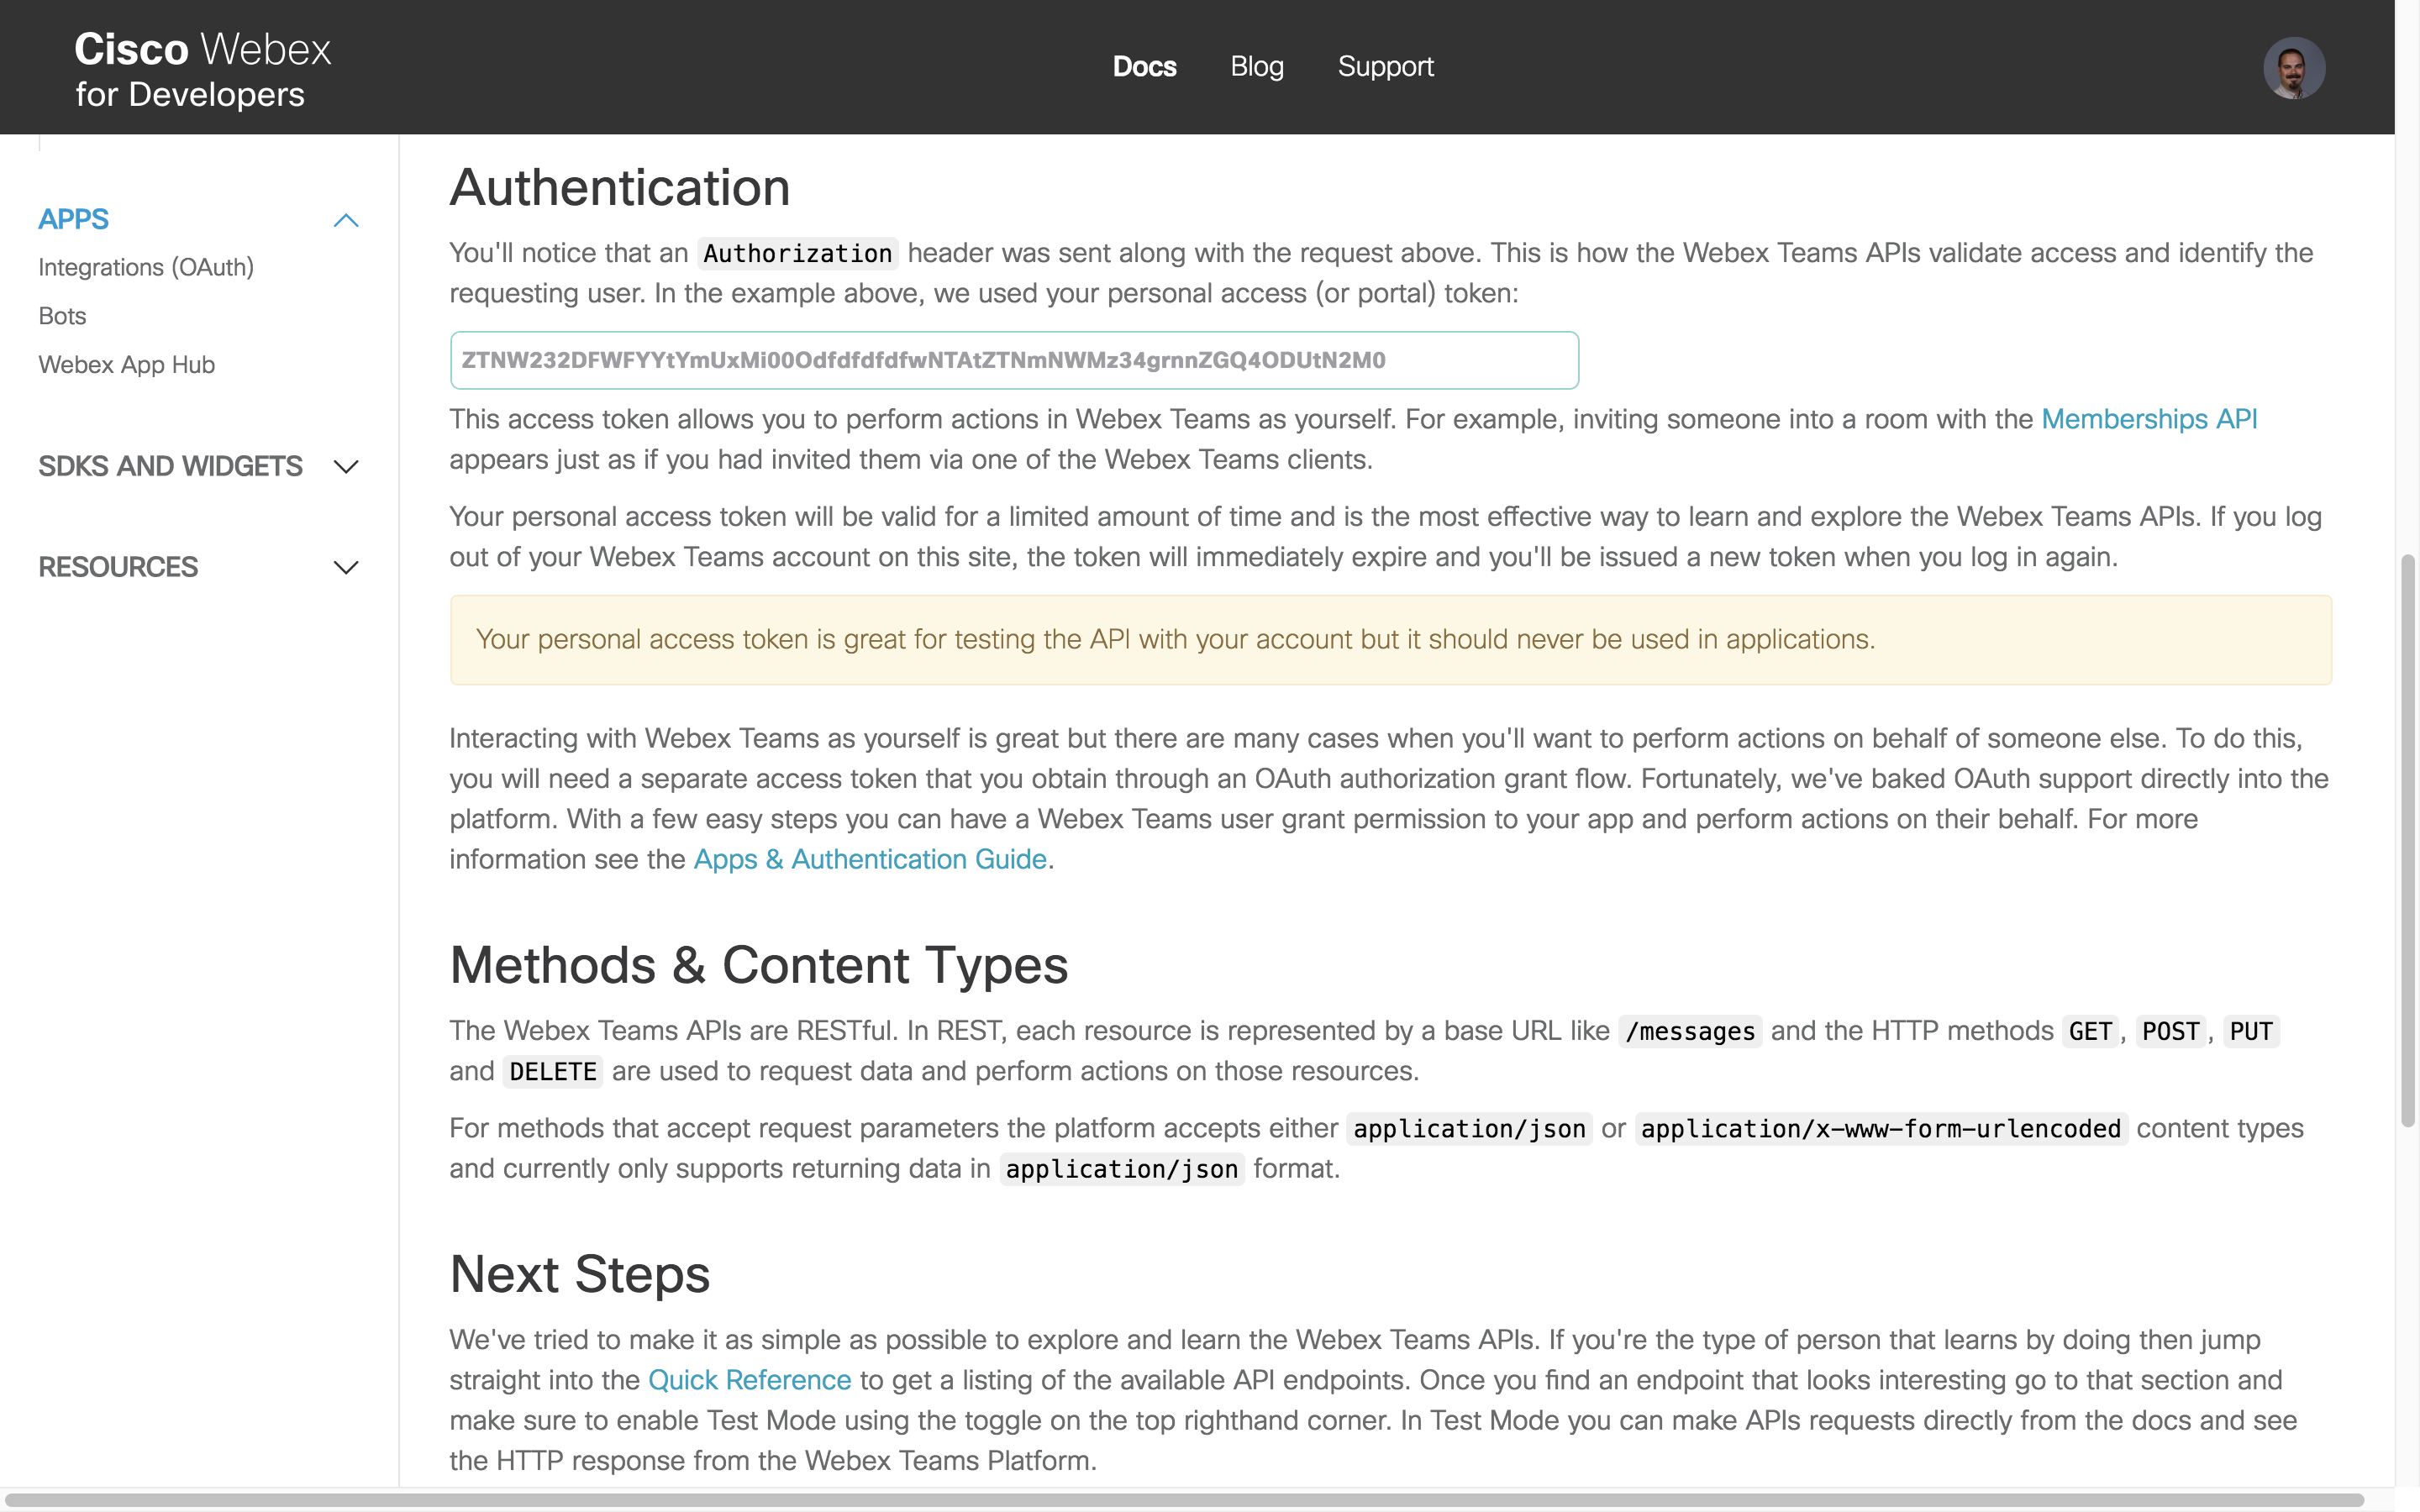 Cisco Webex
for Developers
Docs
Blog
Support
APPS
Integrations (OAuth)
Bots
Webex App Hub
SDKS AND WIDGETS
RESOURCES
Authentication
You'll notice that an Authorization header was sent along with the request above. This is how the Webex Teams APIs validate access and identify the
requesting user. In the example above, we used your personal access (or portal) token:
ZTNW232DFWFYYtYmUxMi00OdfdfdfdfwNTAtZTNmNWMz34grnnZGQ4ODUtN2M0
This access token allows you to perform actions in Webex Teams as yourself. For example, inviting someone into a room with the Memberships API
appears just as if you had invited them via one of the Webex Teams clients.
Your personal access token will be valid for a limited amount of time and is the most effective way to learn and explore the Webex Teams APIs. If you log
out of your Webex Teams account on this site, the token will immediately expire and you'll be issued a new token when you log in again.
Your personal access token is great for testing the API with your account but it should never be used in applications.
Interacting with Webex Teams as yourself is great but there are many cases when you'll want to perform actions on behalf of someone else. To do this,
you will need a separate access token that you obtain through an OAuth authorization grant flow. Fortunately, we've baked OAuth support directly into the
platform. With a few easy steps you can have a Webex Teams user grant permission to your app and perform actions on their behalf. For more
information see the Apps & Authentication Guide.
Methods & Content Types
The Webex Teams APIs are RESTful. In REST, each resource is represented by a base URL like /messages and the HTTP methods GET, POST, PUT
and DELETE are used to request data and perform actions on those resources.
For methods that accept request parameters the platform accepts either application/json or application/x-www-form-urlencoded content types
and currently only supports returning data in application/json format.
Next Steps
We've tried to make it as simple as possible to explore and learn the Webex Teams APIs. If you're the type of person that learns by doing then jump
straight into the Quick Reference to get a listing of the available API endpoints. Once you find an endpoint that looks interesting go to that section and
make sure to enable Test Mode using the toggle on the top righthand corner. In Test Mode you can make APIs requests directly from the docs and see
the HTTP response from the Webex Teams Platform.